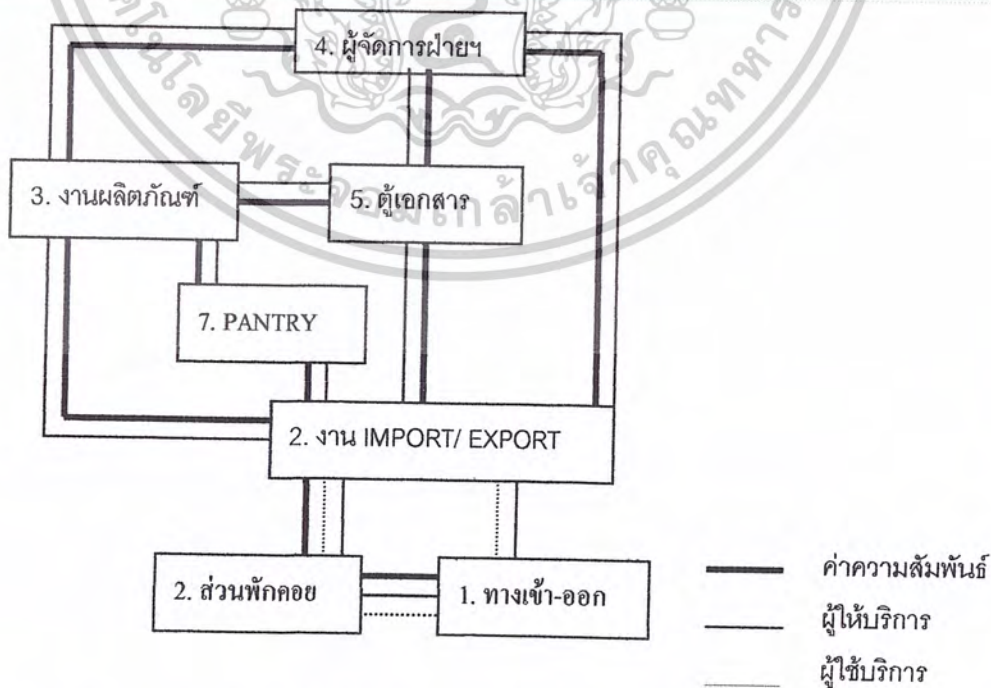 4. ผู้จัดการฝ่ายฯ
3. งานผลิตภัณฑ์
5. ตู้เอกสาร
7. PANTRY
2. งาน IMPORT/ EXPORT
2. ส่วนพักคอย
1. ทางเข้า-ออก
ค่าความสัมพันธ์
ผู้ให้บริการ
ผู้ใช้บริการ